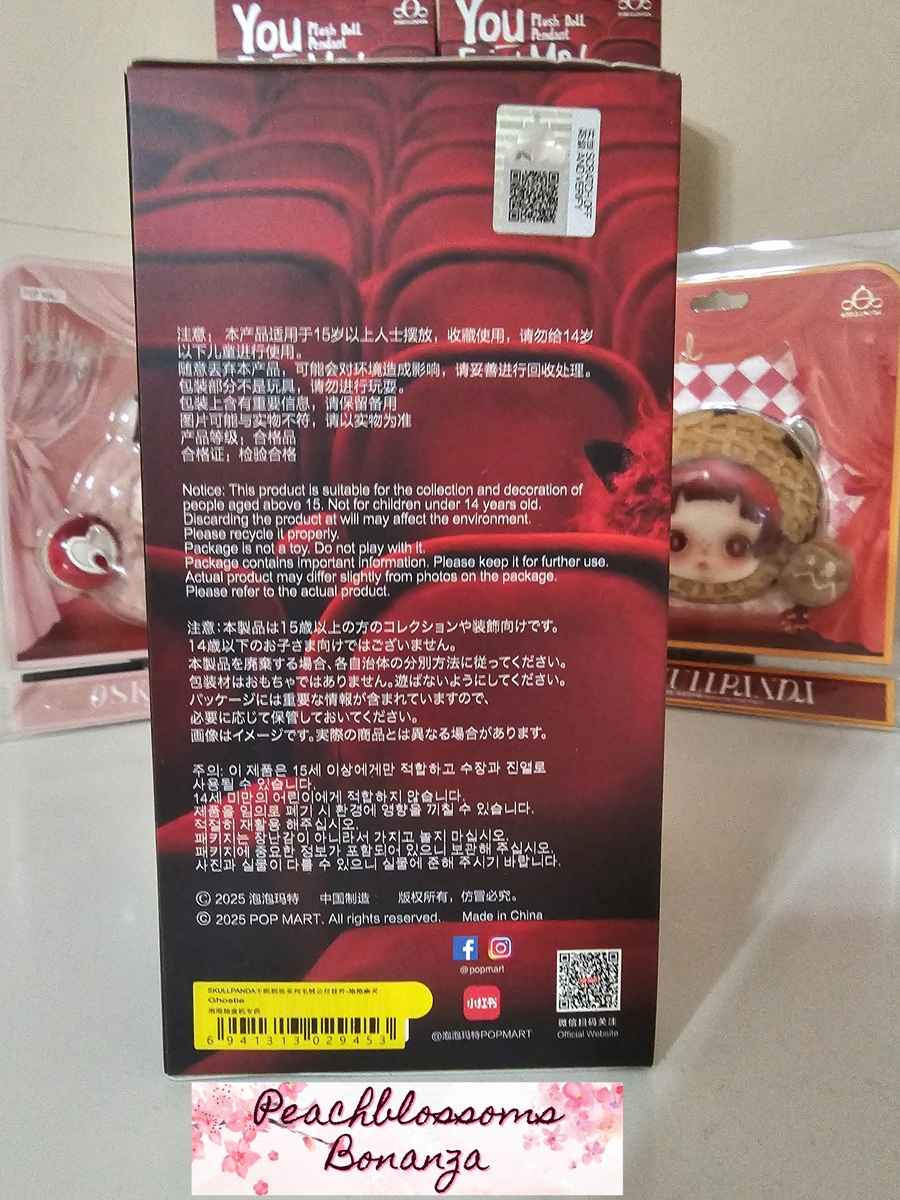 You Plush Doll
Pendant
You Plush Doll
Pendant
SCRATCH-OFF
AND VERIFY
注意：本产品适用于15岁以上人士摆放，收藏使用，请勿给14岁
以下儿童进行使用。
随意丢弃本产品，可能会对环境造成影响，请妥善进行回收处理。
包装部分不是玩具，请勿进行玩耍。
包装上含有重要信息，请保留备用
图片可能与实物不符，请以实物为准
产品等级：合格品
合格证：检验合格
Notice: This product is suitable for the collection and decoration of
people aged above 15. Not for children under 14 years old.
Discarding the product at will may affect the environment.
Please recycle it properly.
Package is not a toy. Do not play with it.
Package contains important information. Please keep it for further use.
Actual product may differ slightly from photos on the package.
Please refer to the actual product.
注意:本製品は15歳以上の方のコレクションや装飾向けです。
14歳以下のお子さま向けではございません。
本製品を廃棄する場合、各自治体の分別方法に従ってください。
包装材はおもちゃではありません。遊ばないようにしてください。
パッケージには重要な情報が含まれていますので、
必要に応じて保管しておいてください。
画像はイメージです。実際の商品とは異なる場合があります。
주의: 이 제품은 15세 이상에게만 적합하고 수장과 진열로
사용될 수 있습니다.
14세 미만의 어린이에게 적합하지 않습니다.
제품을 임의로 폐기 시 환경에 영향을 끼칠 수 있습니다.
적절히 재활용 해주십시오.
패키지는 장난감이 아니라서 가지고 놀지 마십시오.
패키지에 중요한 정보가 포함되어 있으니 보관해 주십시오.
사진과 실물이 다를 수 있으니 실물에 준해 주시기 바랍니다.
© 2025 泡泡玛特 中国制造 版权所有，仿冒必究。
© 2025 POP MART. All rights reserved. Made in China
@popmart
小红书
@泡泡玛特POPMART
微信扫码关注
Official Website
Ghostie
泡泡抽盒机专供
6 941313 029453
SKULLPANDA
Peachblossoms
Bonanza